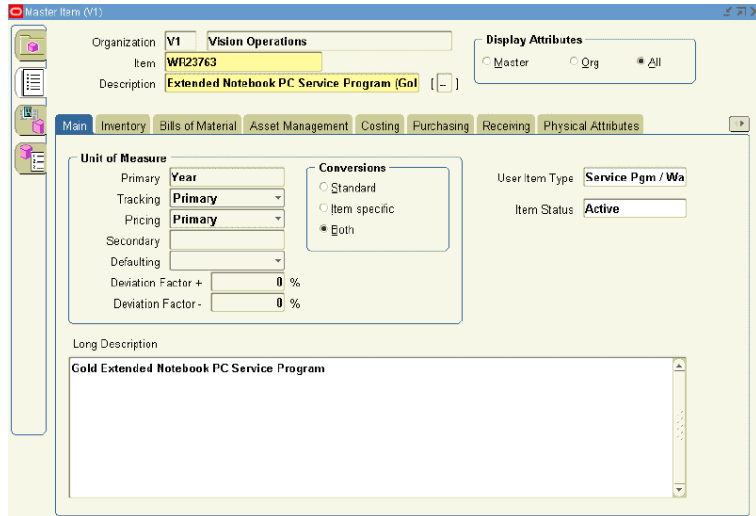 Master Item (V1)
Organization V1 Vision Operations
Item WR23763
Description Extended Notebook PC Service Program (Gol [ -- ]
Display Attributes
Master Org All
Main Inventory Bills of Material Asset Management Costing Purchasing Receiving Physical Attributes
Unit of Measure
Primary Year
Tracking Primary
Pricing Primary
Secondary
Defaulting
Deviation Factor + 0 %
Deviation Factor - 0 %
Conversions
Standard
Item specific
Both
User Item Type Service Pgm / Wa
Item Status Active
Long Description
Gold Extended Notebook PC Service Program